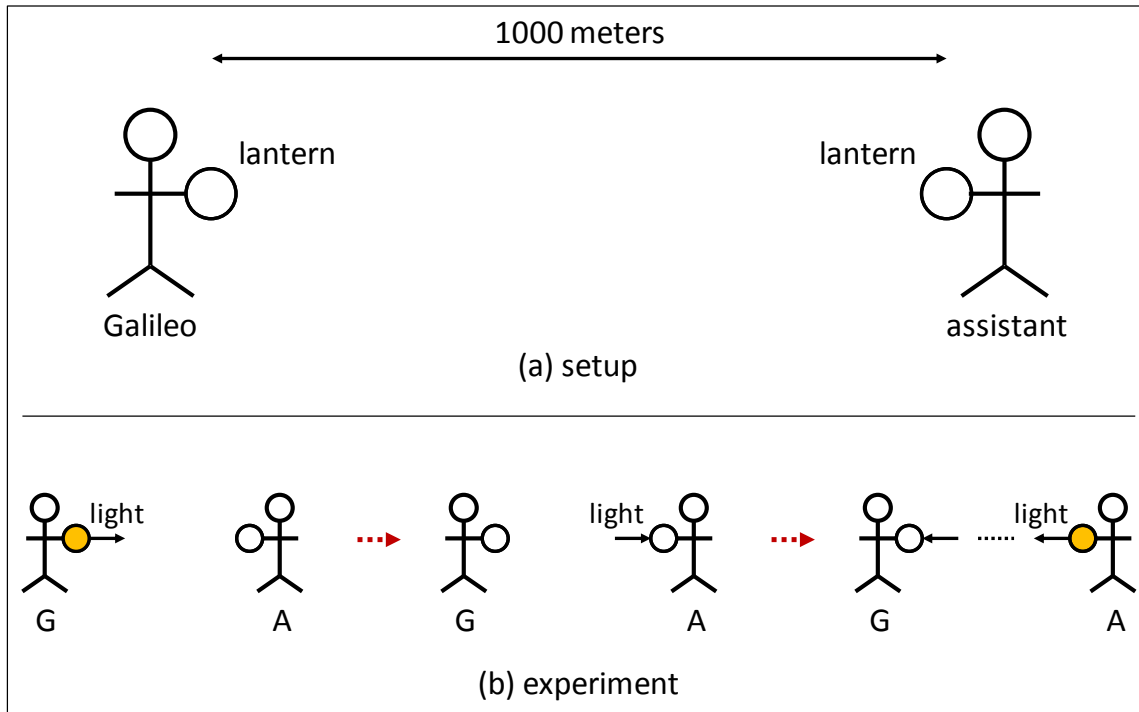 1000 meters
lantern
lantern
Galileo
assistant
(a) setup
light
light
light
G
A
G
A
G
A
(b) experiment